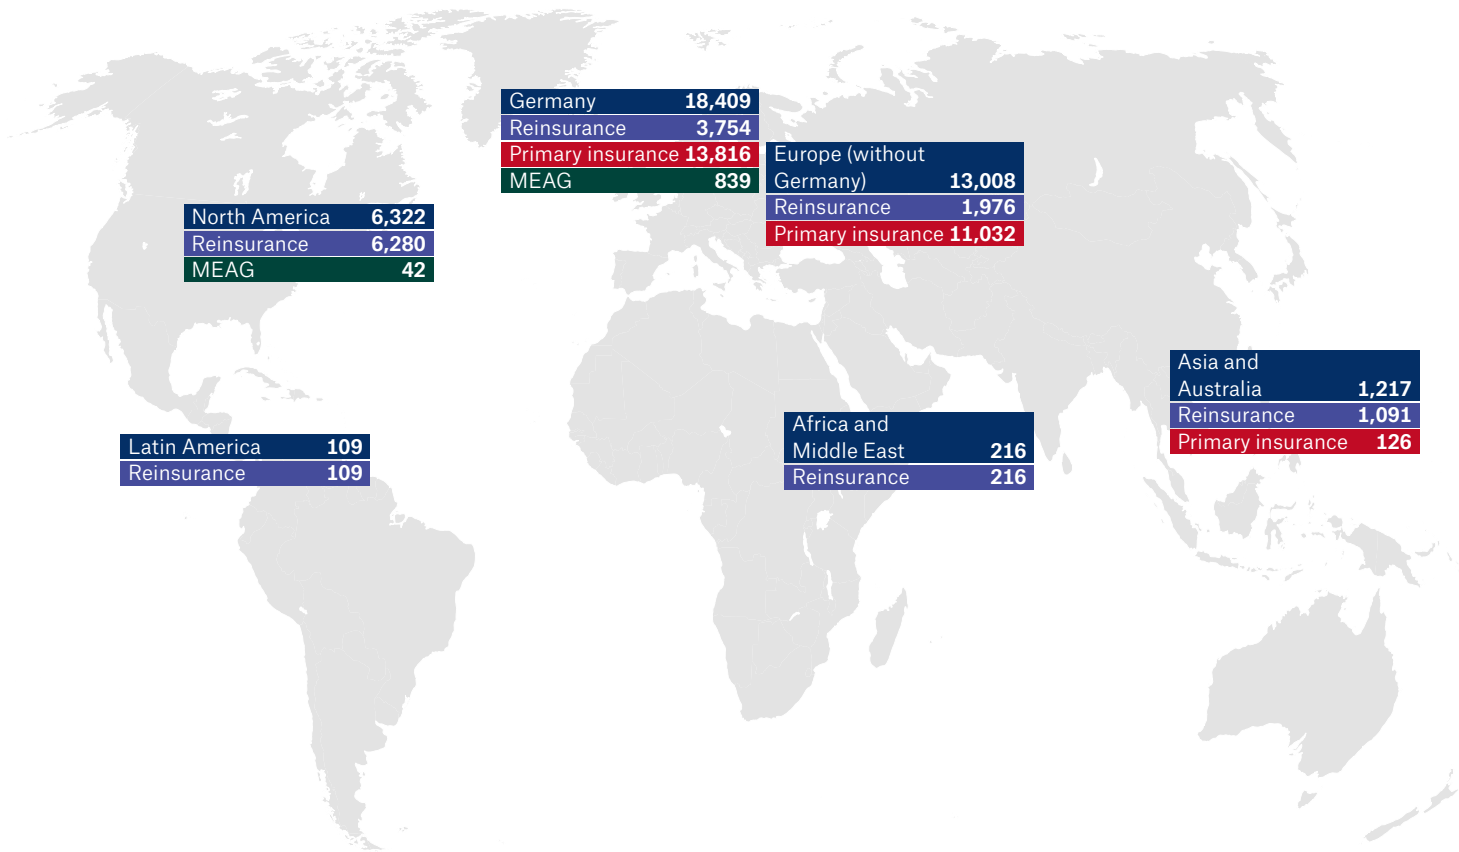 Germany 18,409
Reinsurance 3,754
Primary insurance 13,816
MEAG 839
Europe (without
Germany) 13,008
Reinsurance 1,976
Primary insurance 11,032
North America 6,322
Reinsurance 6,280
MEAG 42
Asia and
Australia 1,217
Reinsurance 1,091
Primary insurance 126
Africa and
Middle East 216
Reinsurance 216
Latin America 109
Reinsurance 109